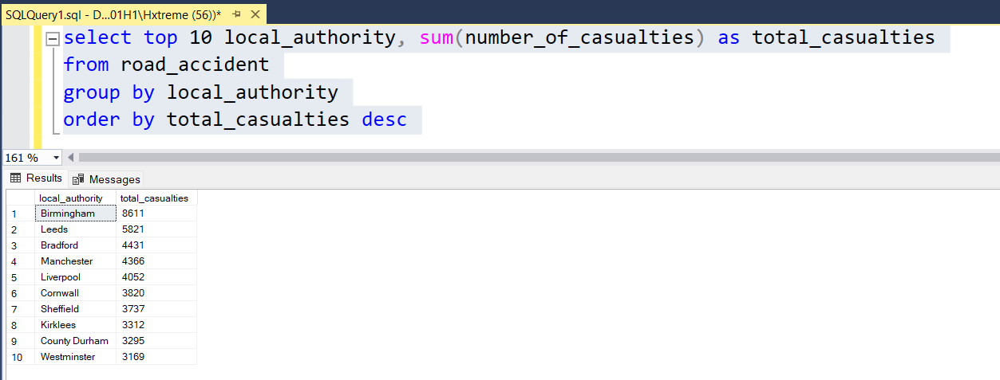 SQLQuery1.sql - D...01H1\Hxtreme (56))*
select top 10 local_authority, sum(number_of_casualties) as total_casualties
from road_accident
group by local_authority
order by total_casualties desc
161 %
Results Messages
local_authority total_casualties
1 Birmingham 8611
2 Leeds 5821
3 Bradford 4431
4 Manchester 4366
5 Liverpool 4052
6 Cornwall 3820
7 Sheffield 3737
8 Kirklees 3312
9 County Durham 3295
10 Westminster 3169